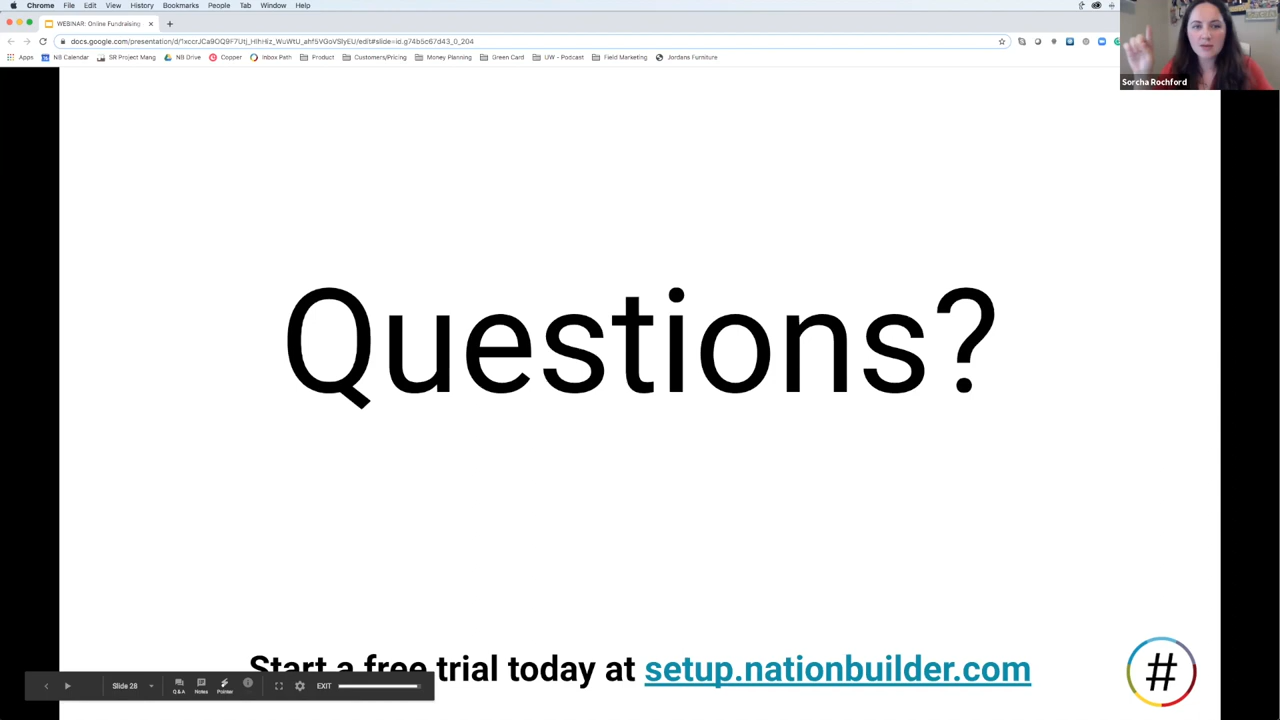 Chrome File Edit View History Bookmarks People Tab Window Help
WEBINAR: Online Fundraising
Apps NB Calendar SR Project Mang NB Drive Copper Inbox Path Product Customers/Pricing Money Planning Green Card UW - Podcast Field Marketing Jordans Furniture
Sorcha Rochford
Questions?
Start a free trial today at setup.nationbuilder.com
#
Slide 28 Q&A Notes Pointer EXIT